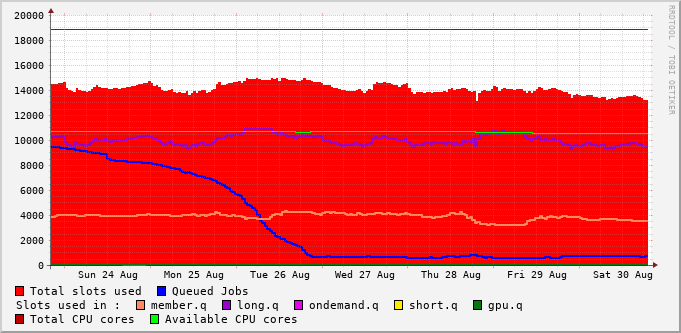 20000
18000
16000
14000
12000
10000
8000
6000
4000
2000
0
Sun 24 Aug Mon 25 Aug Tue 26 Aug Wed 27 Aug Thu 28 Aug Fri 29 Aug Sat 30 Aug
Total slots used Queued Jobs
Slots used in : member.q long.q ondemand.q short.q gpu.q
Total CPU cores Available CPU cores
RRDTOOL / TOBI OETIKER